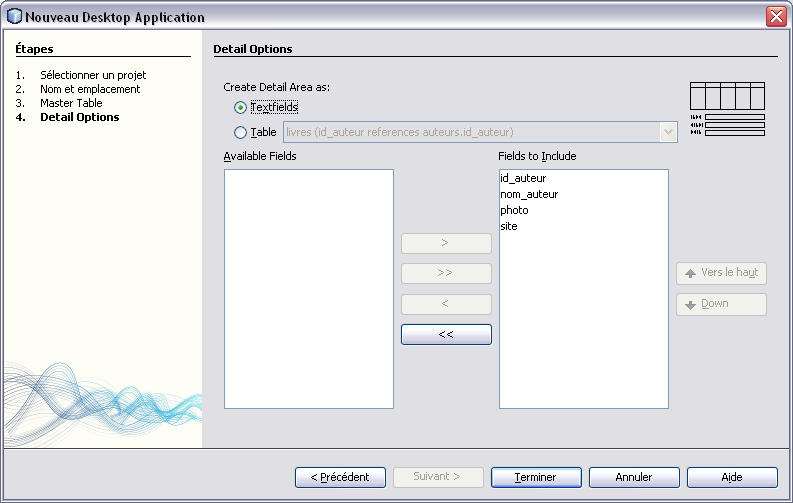 Nouveau Desktop Application
Étapes
1. Sélectionner un projet
2. Nom et emplacement
3. Master Table
4. Detail Options
Detail Options
Create Detail Area as:
Textfields
Table livres (id_auteur references auteurs.id_auteur)
Available Fields
Fields to Include
id_auteur
nom_auteur
photo
site
>
>>
<
<<
Vers le haut
Down
< Précédent
Suivant >
Terminer
Annuler
Aide